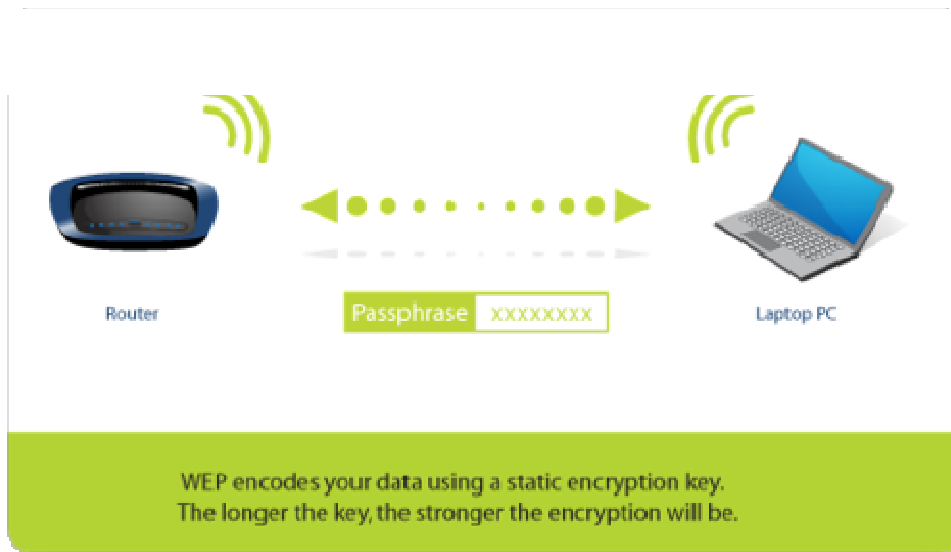 Router
Passphrase xxxxxxxx
Laptop PC
WEP encodes your data using a static encryption key.
The longer the key, the stronger the encryption will be.